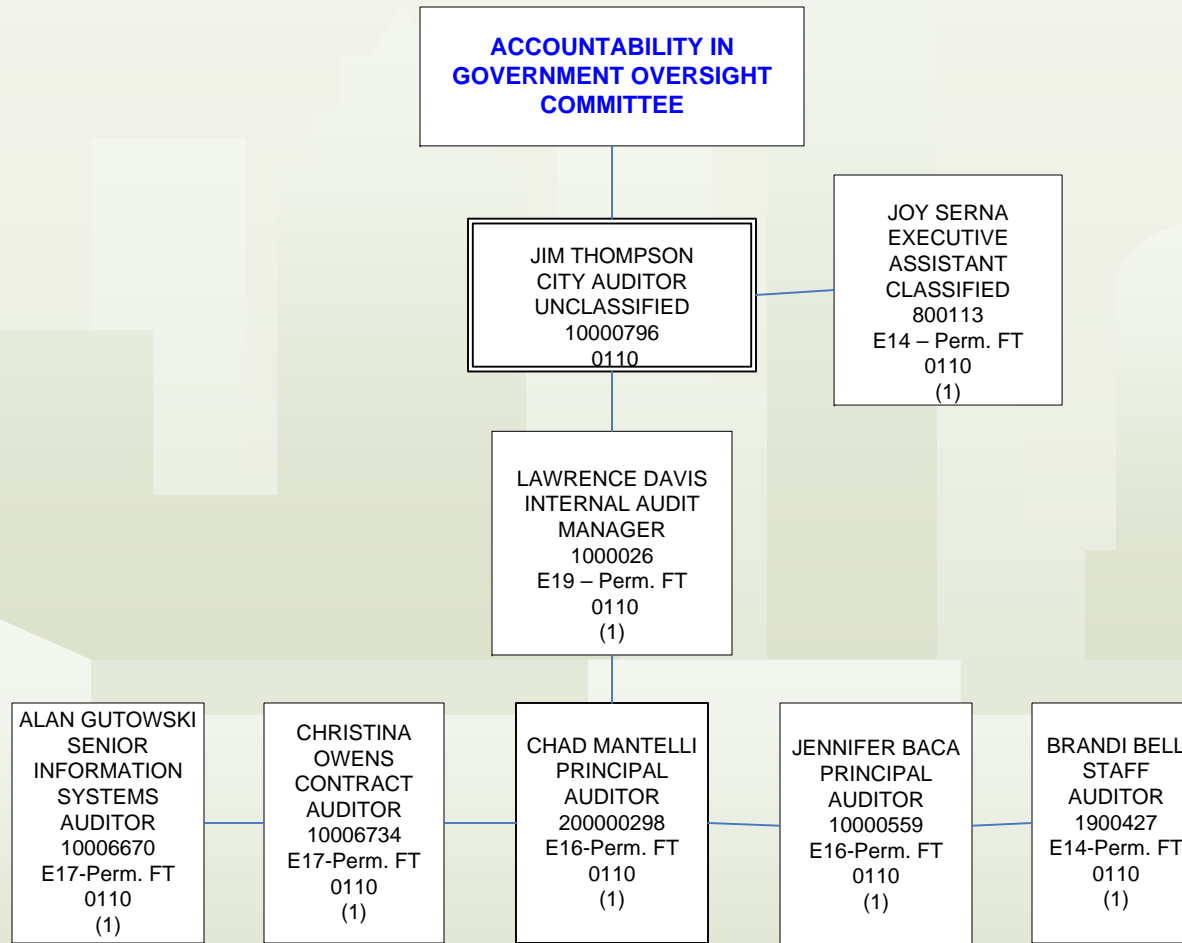 ACCOUNTABILITY IN
GOVERNMENT OVERSIGHT
COMMITTEE
JIM THOMPSON
CITY AUDITOR
UNCLASSIFIED
10000796
0110
JOY SERNA
EXECUTIVE
ASSISTANT
CLASSIFIED
800113
E14 – Perm. FT
0110
(1)
LAWRENCE DAVIS
INTERNAL AUDIT
MANAGER
1000026
E19 – Perm. FT
0110
(1)
ALAN GUTOWSKI
SENIOR
INFORMATION
SYSTEMS
AUDITOR
10006670
E17-Perm. FT
0110
(1)
CHRISTINA
OWENS
CONTRACT
AUDITOR
10006734
E17-Perm. FT
0110
(1)
CHAD MANTELLI
PRINCIPAL
AUDITOR
200000298
E16-Perm. FT
0110
(1)
JENNIFER BACA
PRINCIPAL
AUDITOR
10000559
E16-Perm. FT
0110
(1)
BRANDI BELL
STAFF
AUDITOR
1900427
E14-Perm. FT
0110
(1)